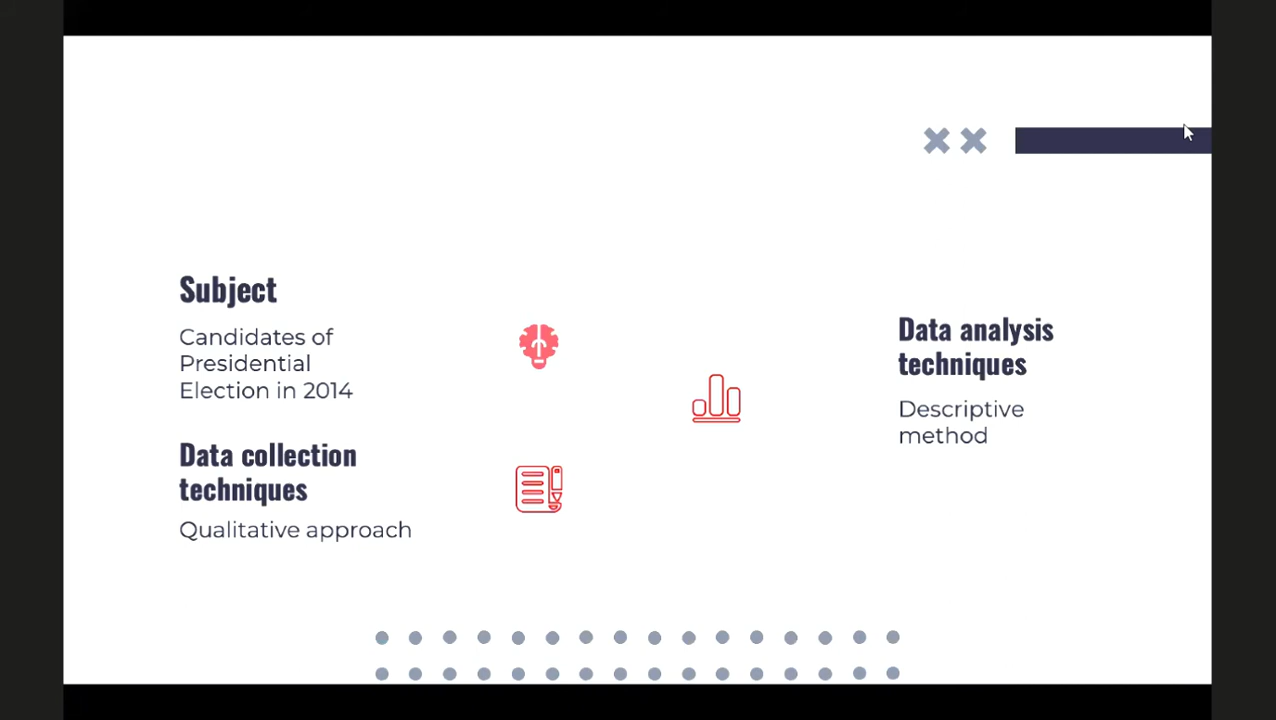 Subject
Candidates of
Presidential
Election in 2014
Data collection
techniques
Qualitative approach
Data analysis
techniques
Descriptive
method